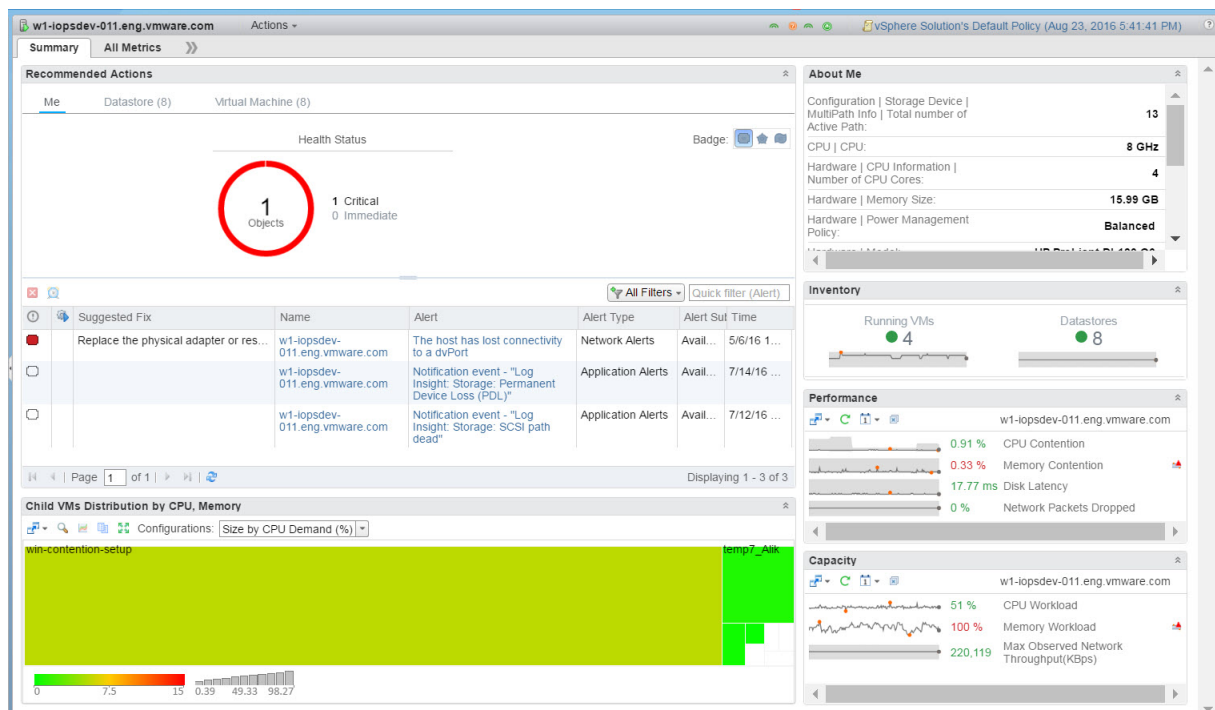 w1-iopsdev-011.eng.vmware.com Actions vSphere Solution's Default Policy (Aug 23, 2016 5:41:41 PM) ?
Summary All Metrics
Recommended Actions
Me Datastore (8) Virtual Machine (8)
Health Status
Badge:
1
Objects
1 Critical
0 Immediate
All Filters Quick filter (Alert)
Suggested Fix Name Alert Alert Type Alert Sul Time
Replace the physical adapter or res... w1-iopsdev-011.eng.vmware.com The host has lost connectivity to a dvPort Network Alerts Avail... 5/6/16 1...
w1-iopsdev-011.eng.vmware.com Notification event - "Log Insight: Storage: Permanent Device Loss (PDL)" Application Alerts Avail... 7/14/16 ...
w1-iopsdev-011.eng.vmware.com Notification event - "Log Insight: Storage: SCSI path dead" Application Alerts Avail... 7/12/16 ...
Page 1 of 1
Displaying 1 - 3 of 3
Child VMs Distribution by CPU, Memory
Configurations: Size by CPU Demand (%)
win-contention-setup temp7_Alik
0 7.5 15 0.39 49.33 98.27
About Me
Configuration | Storage Device |
MultiPath Info | Total number of
Active Path:
13
CPU | CPU: 8 GHz
Hardware | CPU Information |
Number of CPU Cores:
4
Hardware | Memory Size: 15.99 GB
Hardware | Power Management
Policy:
Balanced
Inventory
Running VMs Datastores
4 8
Performance
w1-iopsdev-011.eng.vmware.com
0.91 % CPU Contention
0.33 % Memory Contention
17.77 ms Disk Latency
0 % Network Packets Dropped
Capacity
w1-iopsdev-011.eng.vmware.com
51 % CPU Workload
100 % Memory Workload
220,119 Max Observed Network
Throughput(KBps)